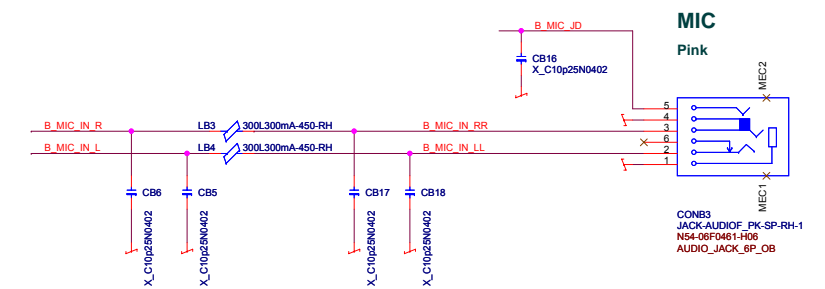 MIC
B_MIC_JD
Pink
CB16
X_C10p25N0402
MEC2
5
4
3
6
2
1
B_MIC_IN_R
LB3
300L300mA-450-RH
B_MIC_IN_RR
B_MIC_IN_L
LB4
300L300mA-450-RH
B_MIC_IN_LL
CB6
CB5
CB17
CB18
X_C10p25N0402
X_C10p25N0402
X_C10p25N0402
X_C10p25N0402
MEC1
CONB3
JACK-AUDIOF_PK-SP-RH-1
N54-06F0461-H06
AUDIO_JACK_6P_OB